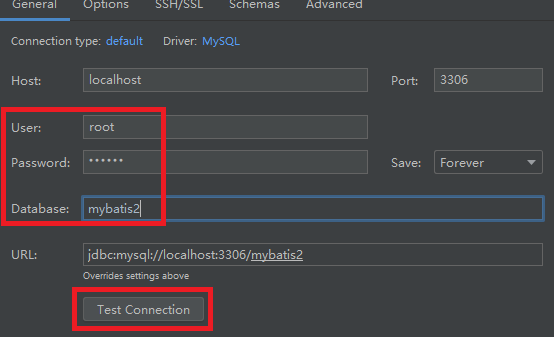 General Options SSH/SSL Schemas Advanced
Connection type: default Driver: MySQL
Host: localhost Port: 3306
User: root
Password: •••••• Save: Forever
Database: mybatis2
URL: jdbc:mysql://localhost:3306/mybatis2
Overrides settings above
Test Connection